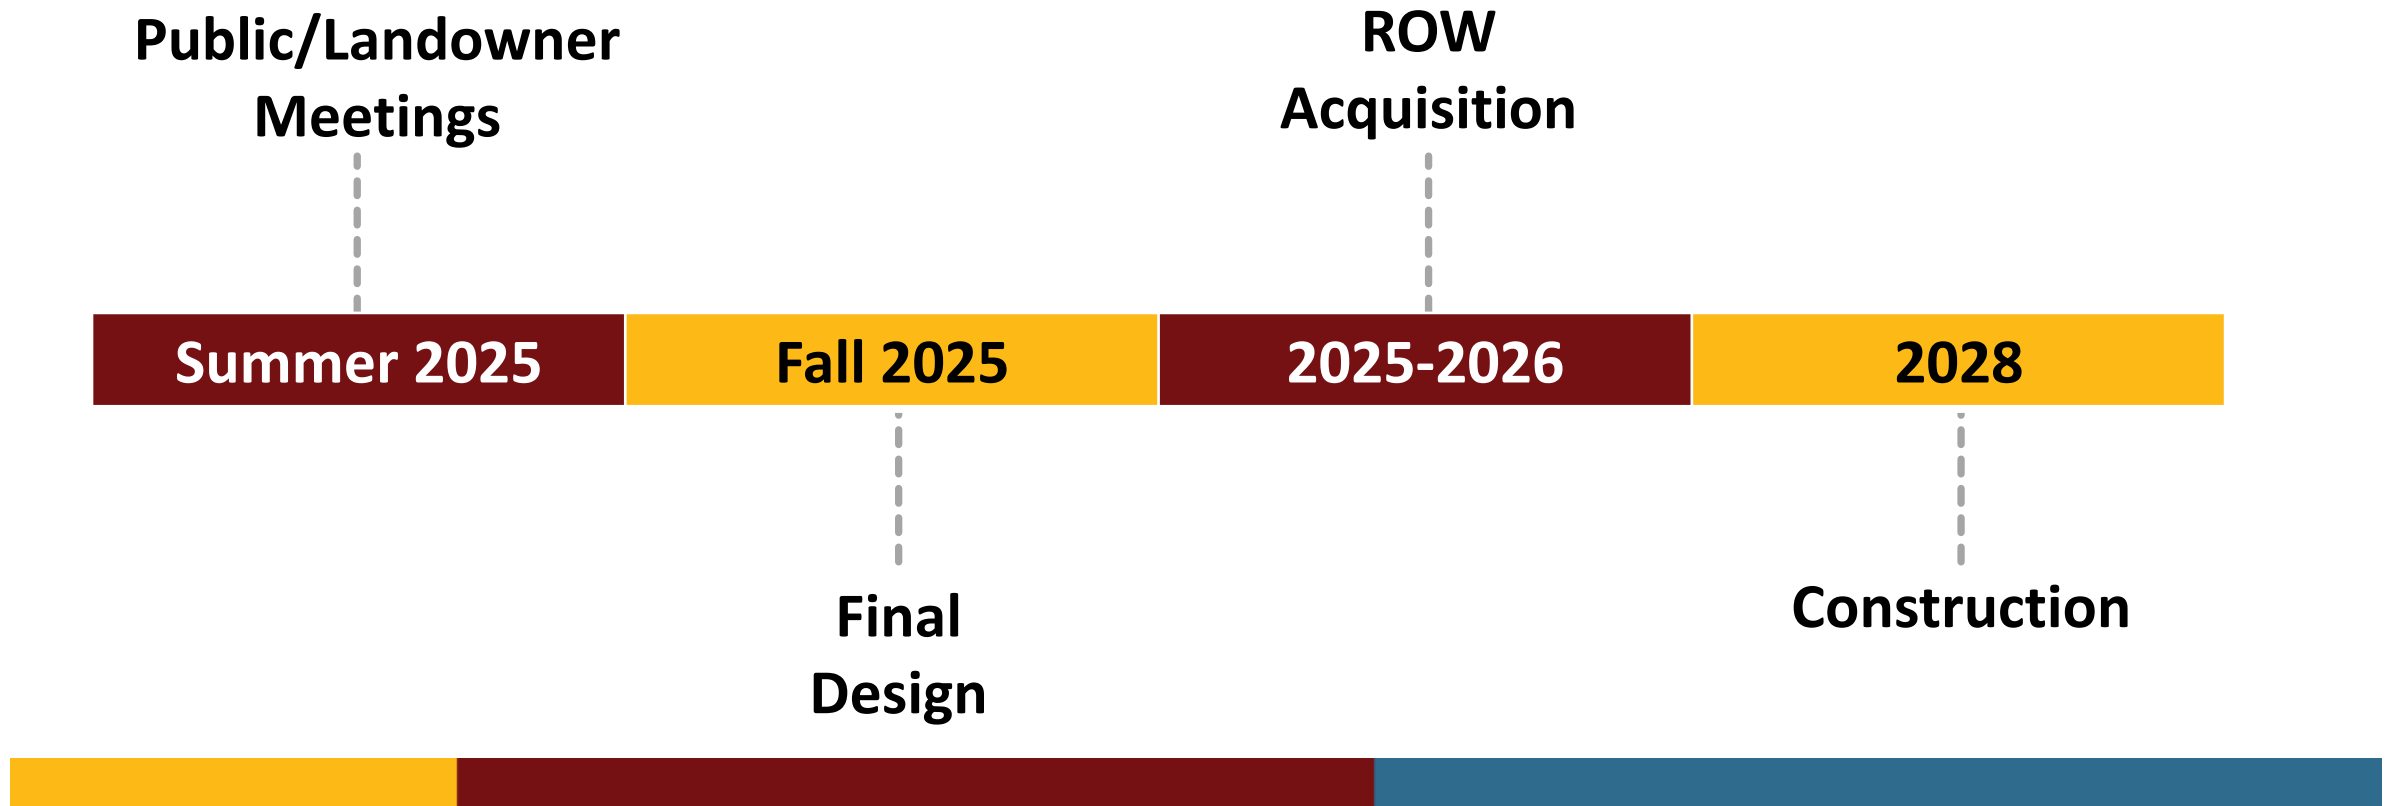 Public/Landowner
Meetings
ROW
Acquisition
Summer 2025
Fall 2025
2025-2026
2028
Final
Design
Construction